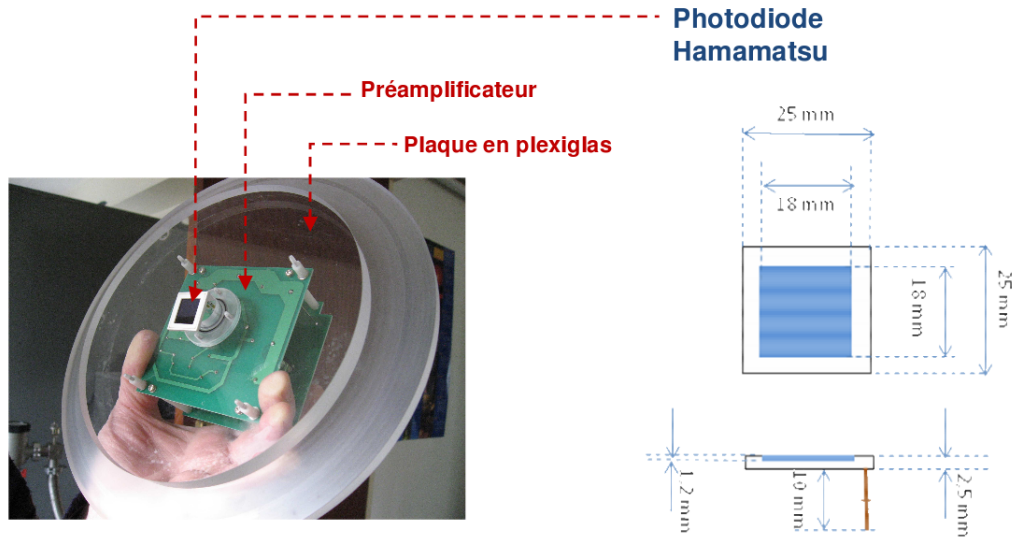 Photodiode
Hamamatsu
Préamplificateur
Plaque en plexiglas
25 mm
18 mm
18 mm
25 mm
1,2 mm
10 mm
2,5 mm